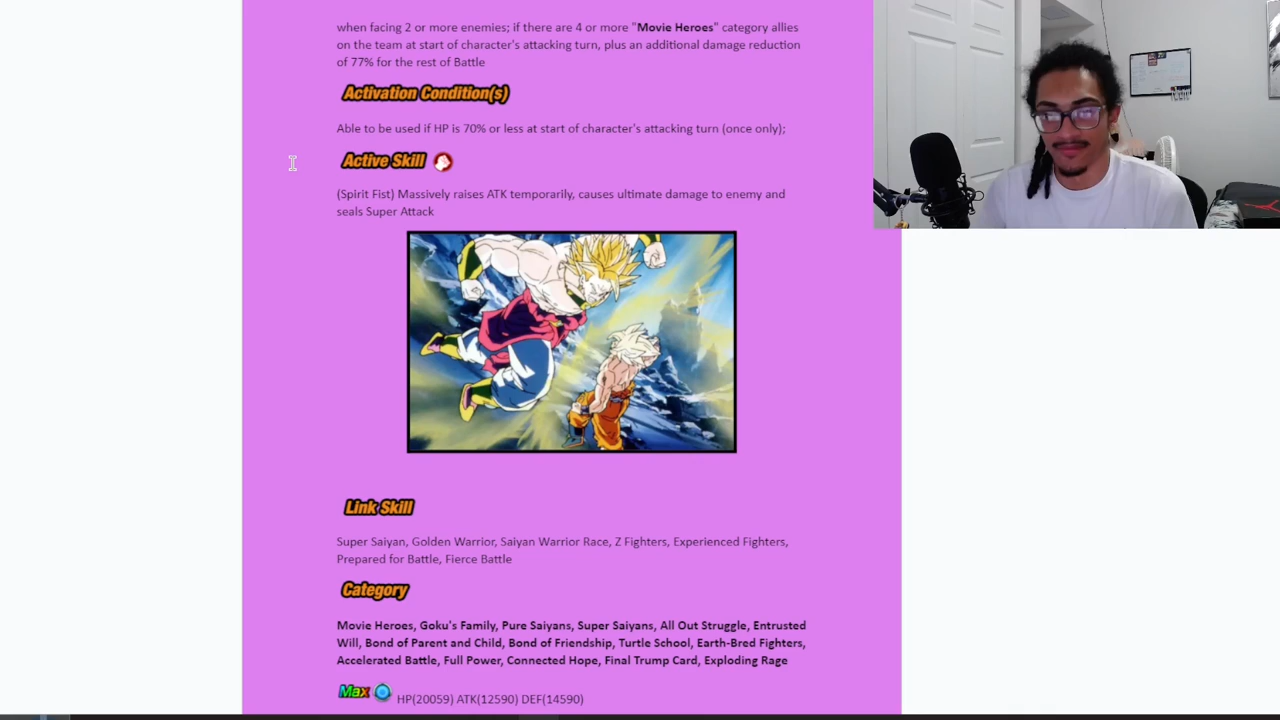 when facing 2 or more enemies; if there are 4 or more "Movie Heroes" category allies
on the team at start of character's attacking turn, plus an additional damage reduction
of 77% for the rest of Battle
Activation Condition(s)
Able to be used if HP is 70% or less at start of character's attacking turn (once only);
Active Skill
(Spirit Fist) Massively raises ATK temporarily, causes ultimate damage to enemy and
seals Super Attack
Link Skill
Super Saiyan, Golden Warrior, Saiyan Warrior Race, Z Fighters, Experienced Fighters,
Prepared for Battle, Fierce Battle
Category
Movie Heroes, Goku's Family, Pure Saiyans, Super Saiyans, All Out Struggle, Entrusted
Will, Bond of Parent and Child, Bond of Friendship, Turtle School, Earth-Bred Fighters,
Accelerated Battle, Full Power, Connected Hope, Final Trump Card, Exploding Rage
Max HP(20059) ATK(12590) DEF(14590)